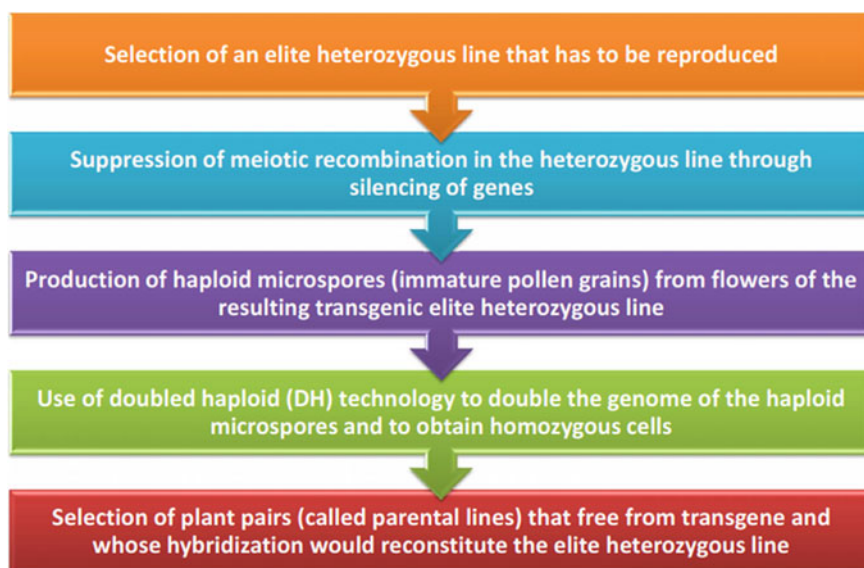 Selection of an elite heterozygous line that has to be reproduced
Suppression of meiotic recombination in the heterozygous line through
silencing of genes
Production of haploid microspores (immature pollen grains) from flowers of the
resulting transgenic elite heterozygous line
Use of doubled haploid (DH) technology to double the genome of the haploid
microspores and to obtain homozygous cells
Selection of plant pairs (called parental lines) that free from transgene and
whose hybridization would reconstitute the elite heterozygous line